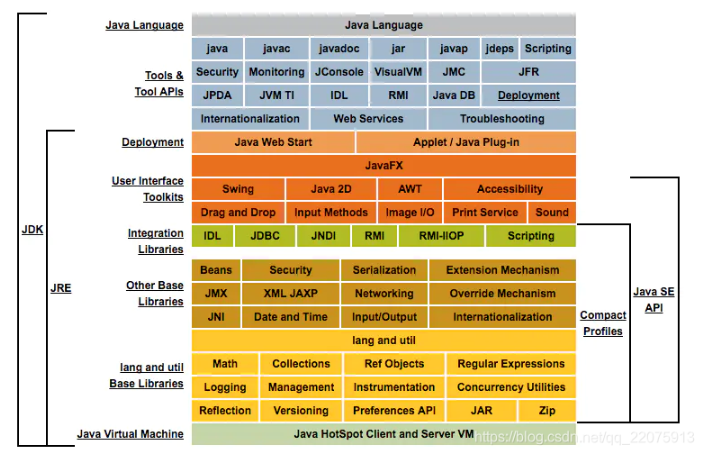 Java Language Java Language
java javac javadoc jar javap jdeps Scripting
Security Monitoring JConsole VisualVM JMC JFR
Tools &
Tool APIs
JPDA JVM TI IDL RMI Java DB Deployment
Internationalization Web Services Troubleshooting
Deployment Java Web Start Applet / Java Plug-in
JavaFX
User Interface
Toolkits
Swing Java 2D AWT Accessibility
Drag and Drop Input Methods Image I/O Print Service Sound
Integration
Libraries
IDL JDBC JNDI RMI RMI-IIOP Scripting
JDK
JRE
Other Base
Libraries
Beans Security Serialization Extension Mechanism
JMX XML JAXP Networking Override Mechanism
JNI Date and Time Input/Output Internationalization
Java SE
API
Compact
Profiles
lang and util
lang and util
Base Libraries
Math Collections Ref Objects Regular Expressions
Logging Management Instrumentation Concurrency Utilities
Reflection Versioning Preferences API JAR Zip
Java Virtual Machine Java HotSpot Client and Server VM
https://blog.csdn.net/qq_22075913